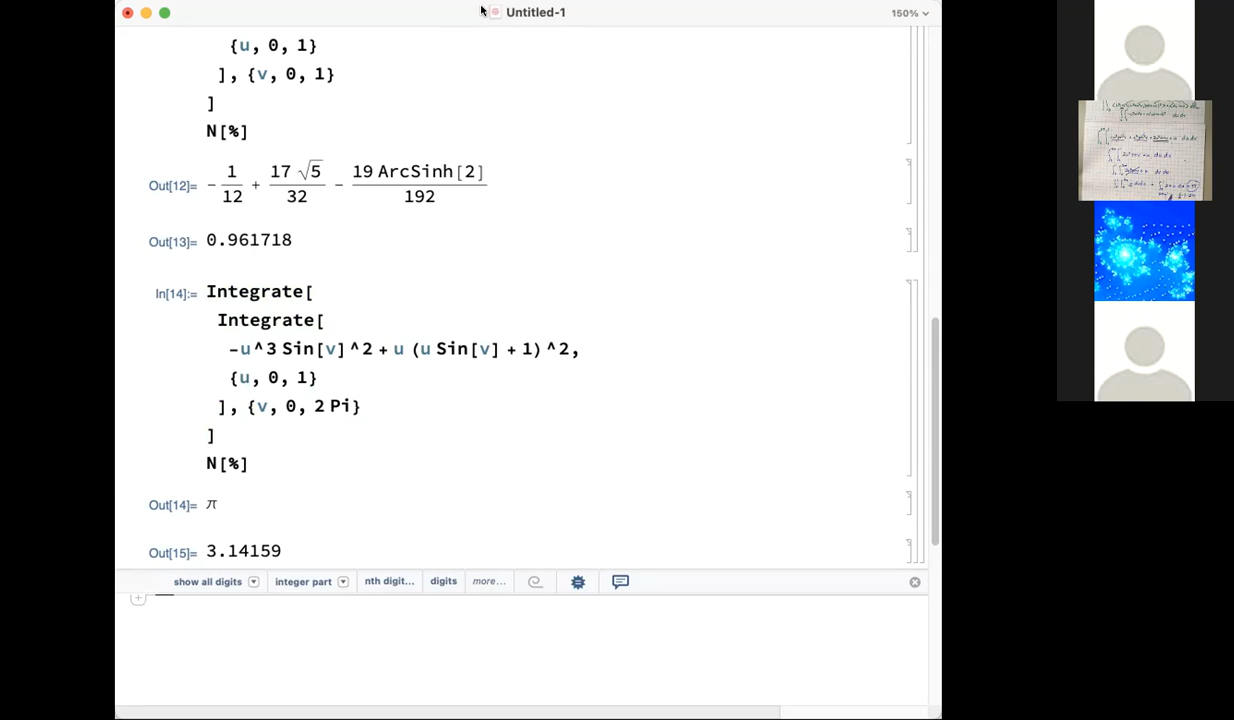 Untitled-1
150%
{u, 0, 1}
], {v, 0, 1}
]
N[%]
Out[12]= -1/12 + 17 √5/32 - 19 ArcSinh[2]/192
Out[13]= 0.961718
In[14]:= Integrate[
Integrate[
-u^3 Sin[v]^2 + u (u Sin[v] + 1)^2,
{u, 0, 1}
], {v, 0, 2 Pi}
]
N[%]
Out[14]= π
Out[15]= 3.14159
show all digits integer part nth digit... digits more...